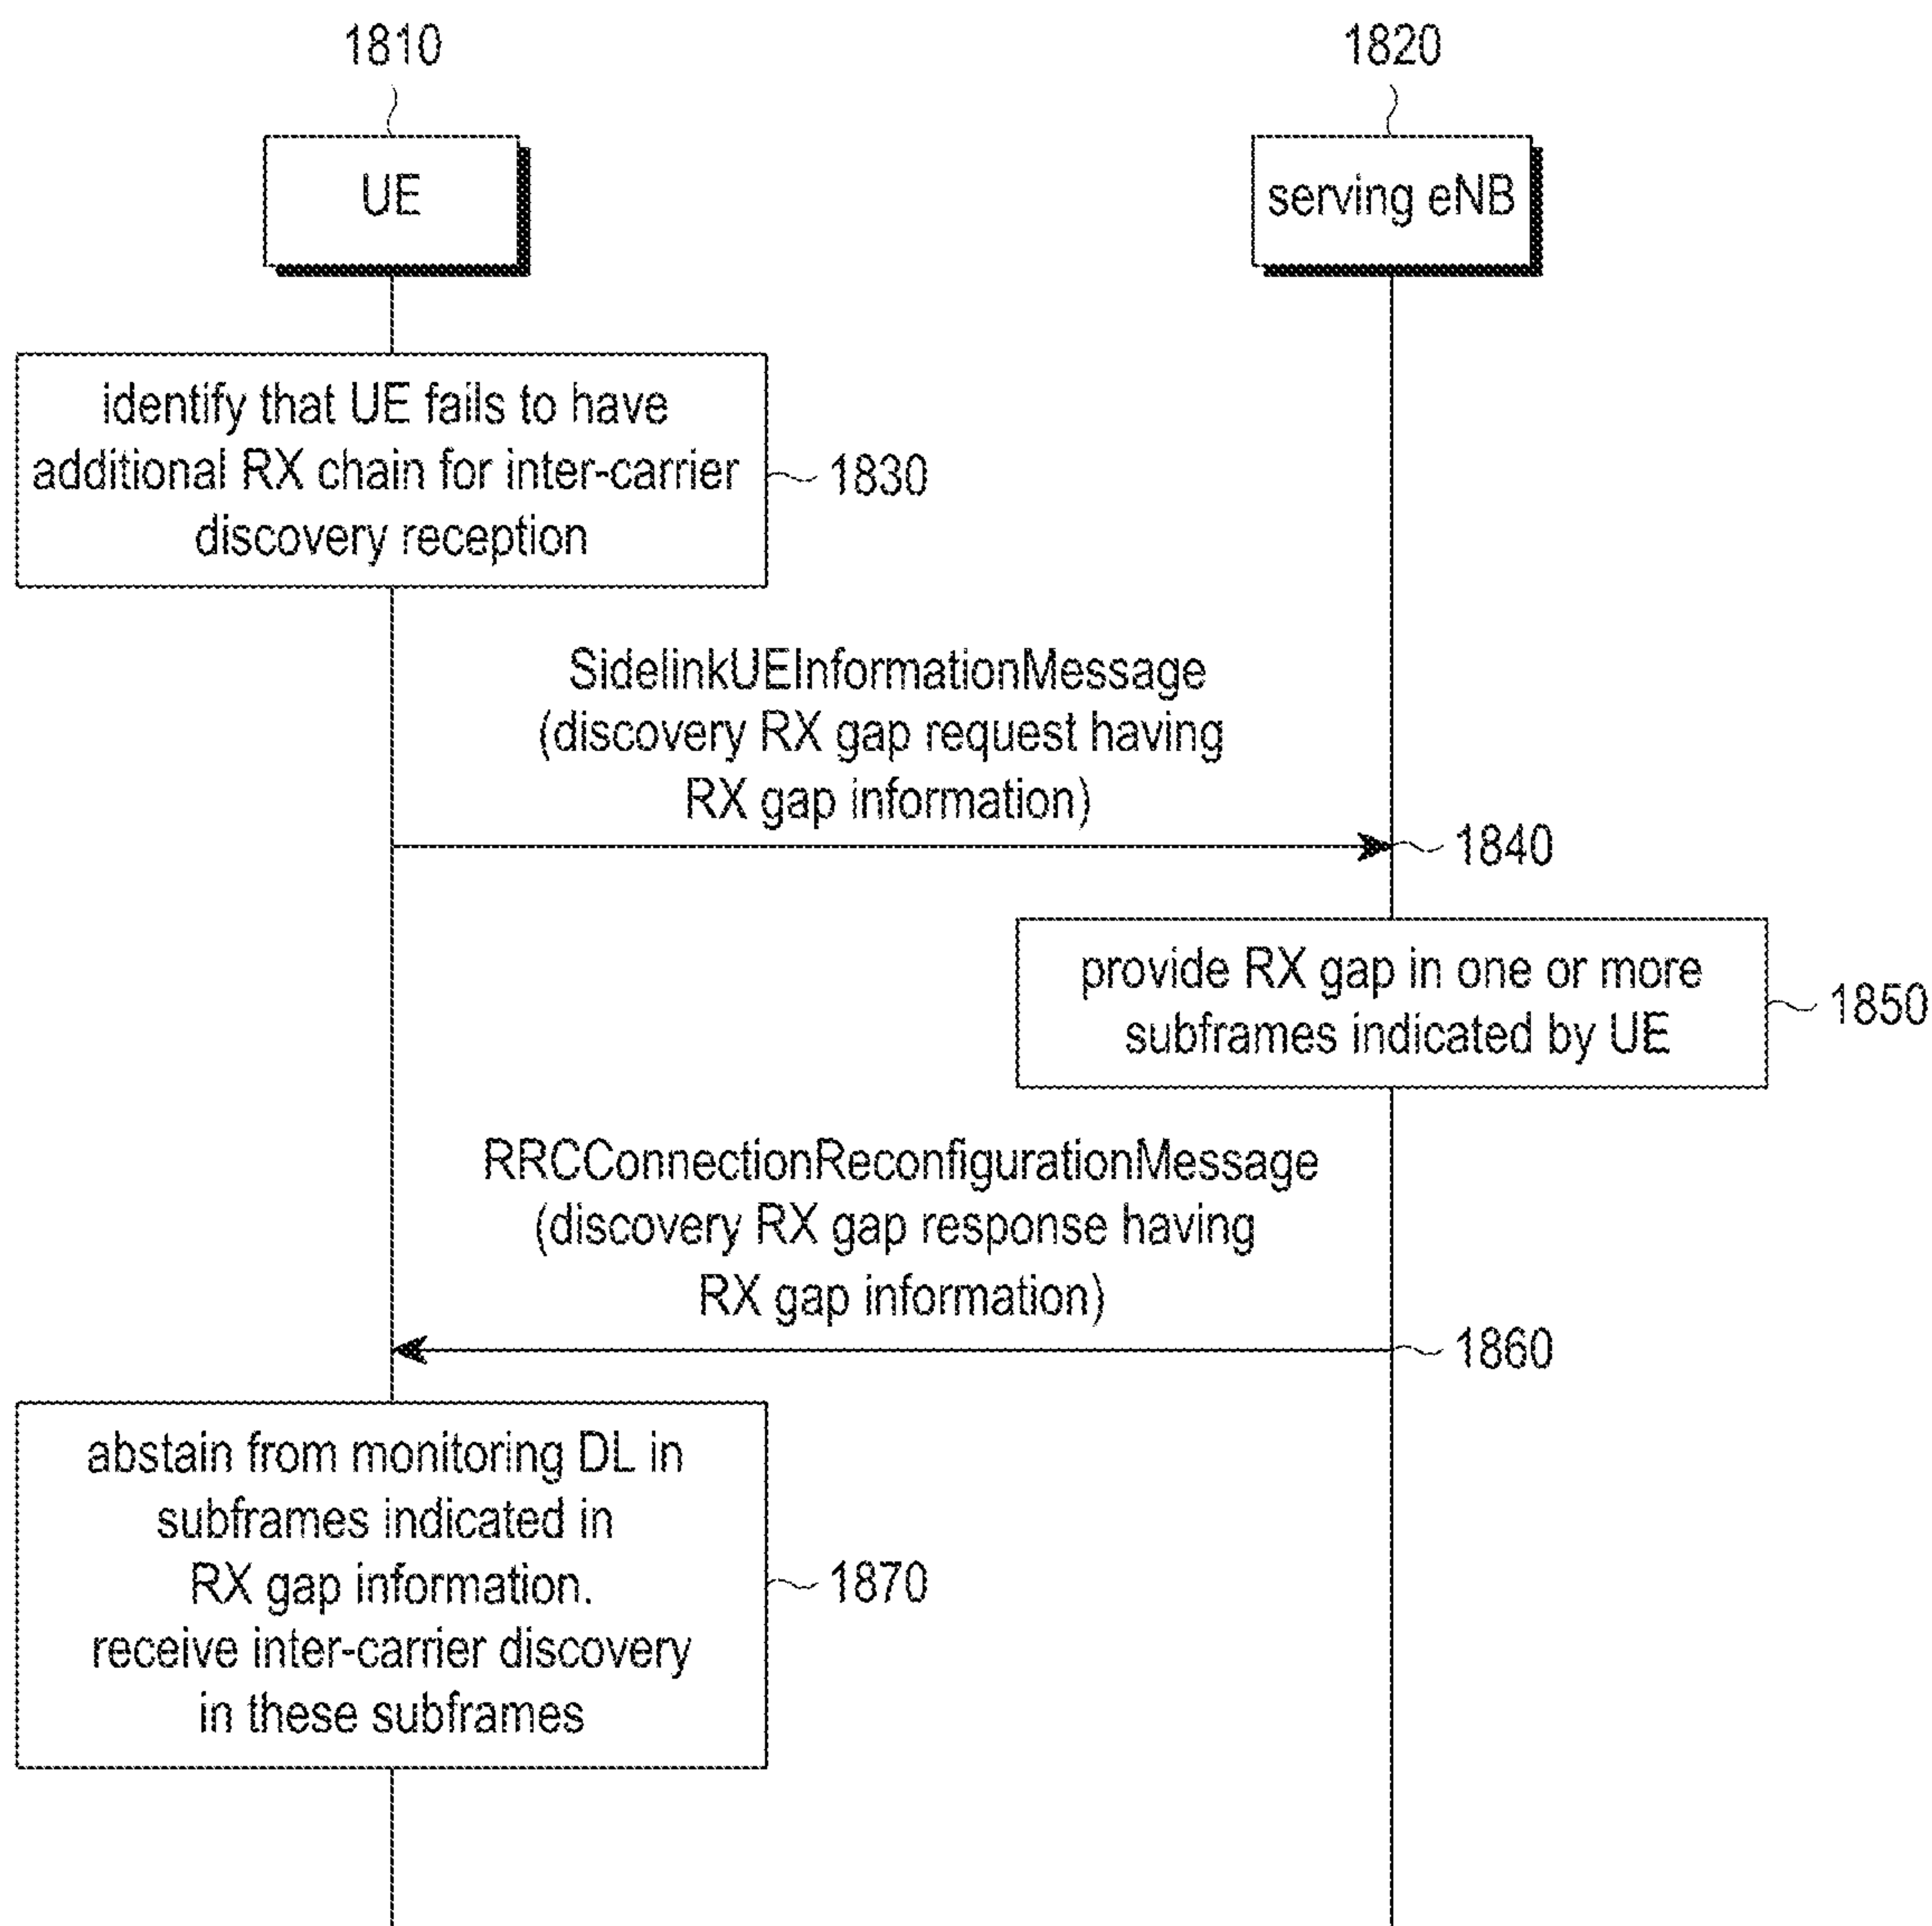 1810
1820
UE
serving eNB
identify that UE fails to have
additional RX chain for inter-carrier
discovery reception
1830
SidelinkUEInformationMessage
(discovery RX gap request having
RX gap information)
1840
provide RX gap in one or more
subframes indicated by UE
1850
RRCConnectionReconfigurationMessage
(discovery RX gap response having
RX gap information)
1860
abstain from monitoring DL in
subframes indicated in
RX gap information.
receive inter-carrier discovery
in these subframes
1870